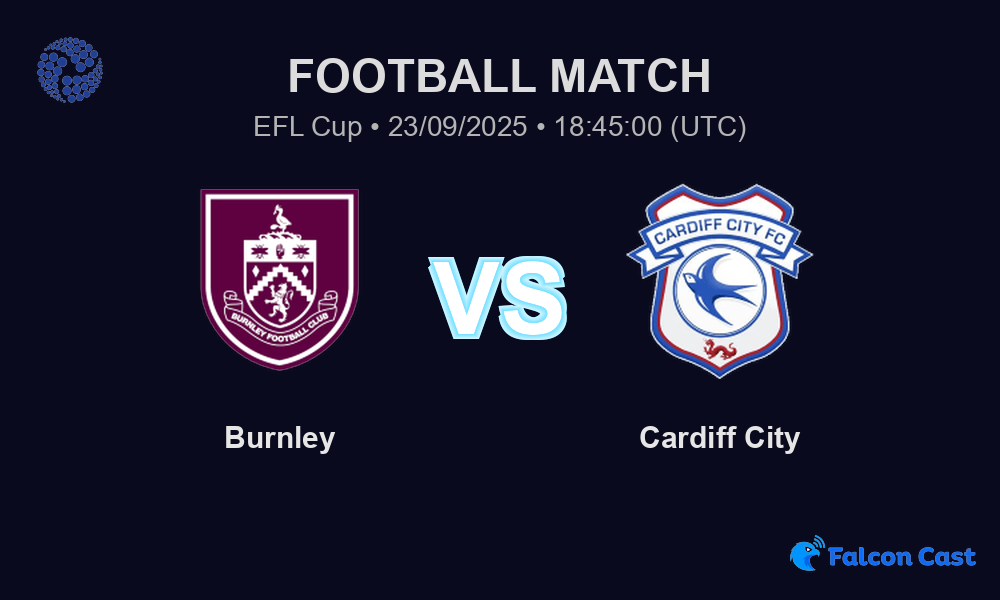 FOOTBALL MATCH
EFL Cup • 23/09/2025 • 18:45:00 (UTC)
BURNLEY FOOTBALL CLUB
VS
CARDIFF CITY FC
Burnley
Cardiff City
Falcon Cast